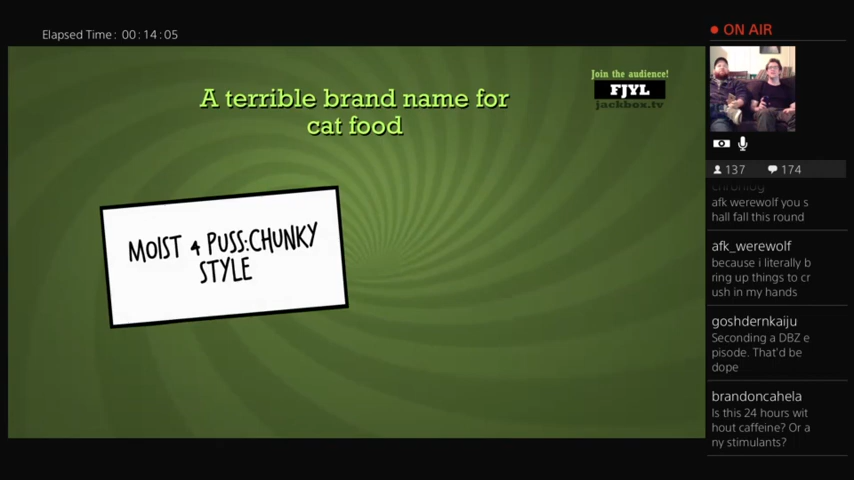 Elapsed Time: 00:14:05
ON AIR
Join the audience!
FJYL
jackbox.tv
A terrible brand name for
cat food
MOIST 4 PUSS:CHUNKY
STYLE
137
174
afk werewolf you s
hall fall this round
afk_werewolf
because i literally b
ring up things to cr
ush in my hands
goshdernkaiju
Seconding a DBZ e
pisode. That'd be
dope
brandoncahela
Is this 24 hours wit
hout caffeine? Or a
ny stimulants?